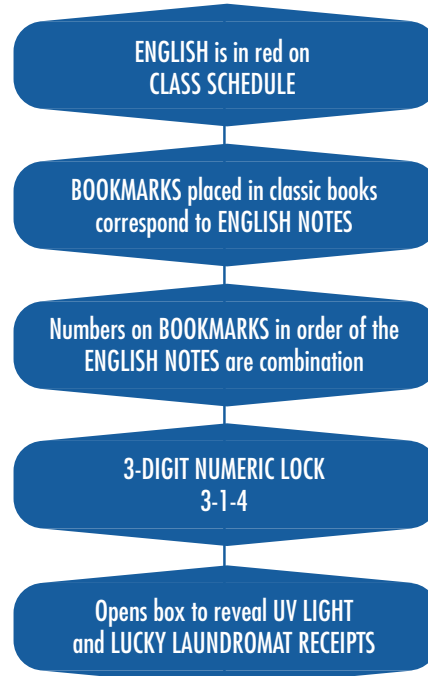 ENGLISH is in red on
CLASS SCHEDULE
BOOKMARKS placed in classic books
correspond to ENGLISH NOTES
Numbers on BOOKMARKS in order of the
ENGLISH NOTES are combination
3-DIGIT NUMERIC LOCK
3-1-4
Opens box to reveal UV LIGHT
and LUCKY LAUNDROMAT RECEIPTS